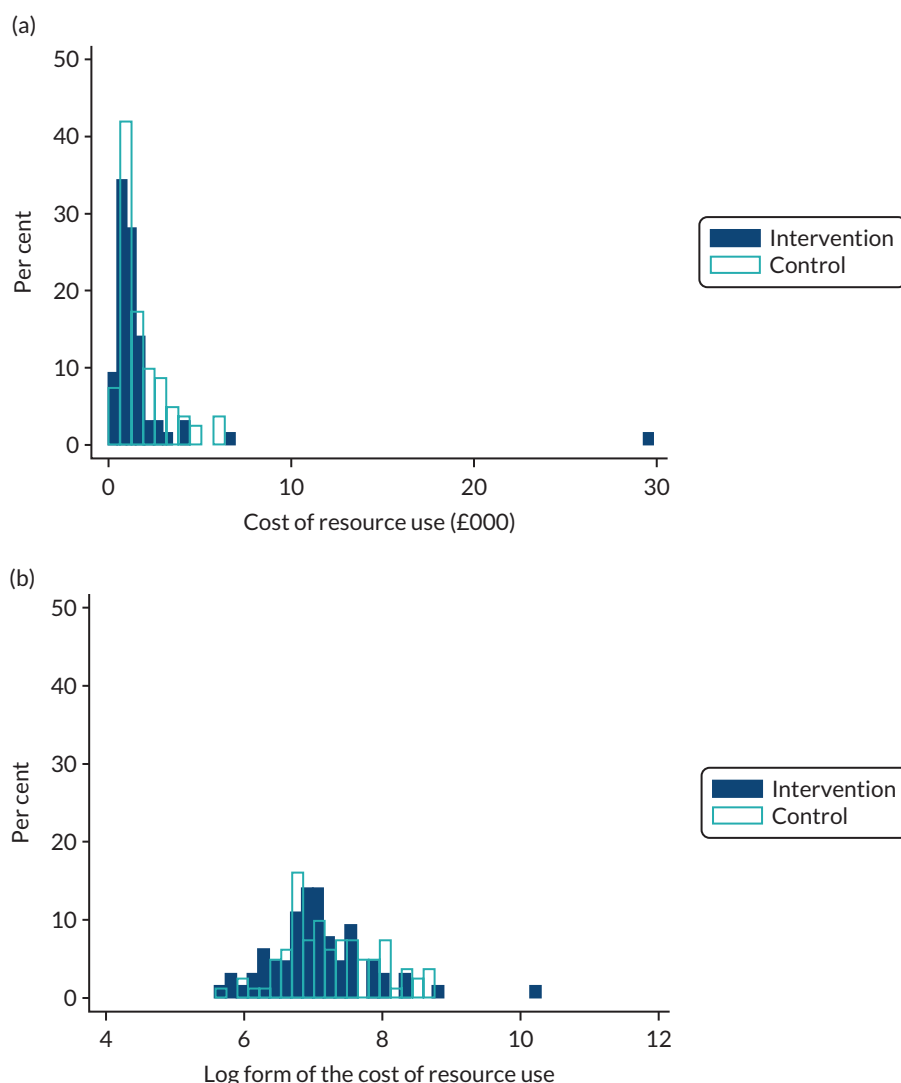 (a)
50
40
30
20
10
0
Per cent
0 10 20 30
Cost of resource use (£000)
Intervention
Control
(b)
50
40
30
20
10
0
Per cent
4 6 8 10 12
Log form of the cost of resource use
Intervention
Control